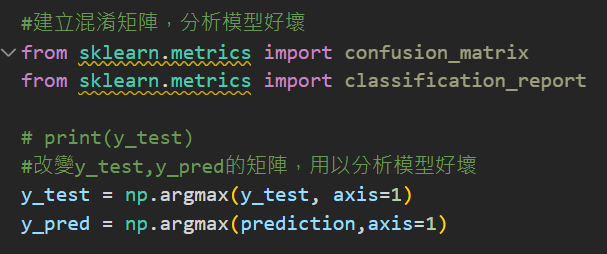 #建立混淆矩陣，分析模型好壞
from sklearn.metrics import confusion_matrix
from sklearn.metrics import classification_report
# print(y_test)
#改變y_test,y_pred的矩陣，用以分析模型好壞
y_test = np.argmax(y_test, axis=1)
y_pred = np.argmax(prediction,axis=1)